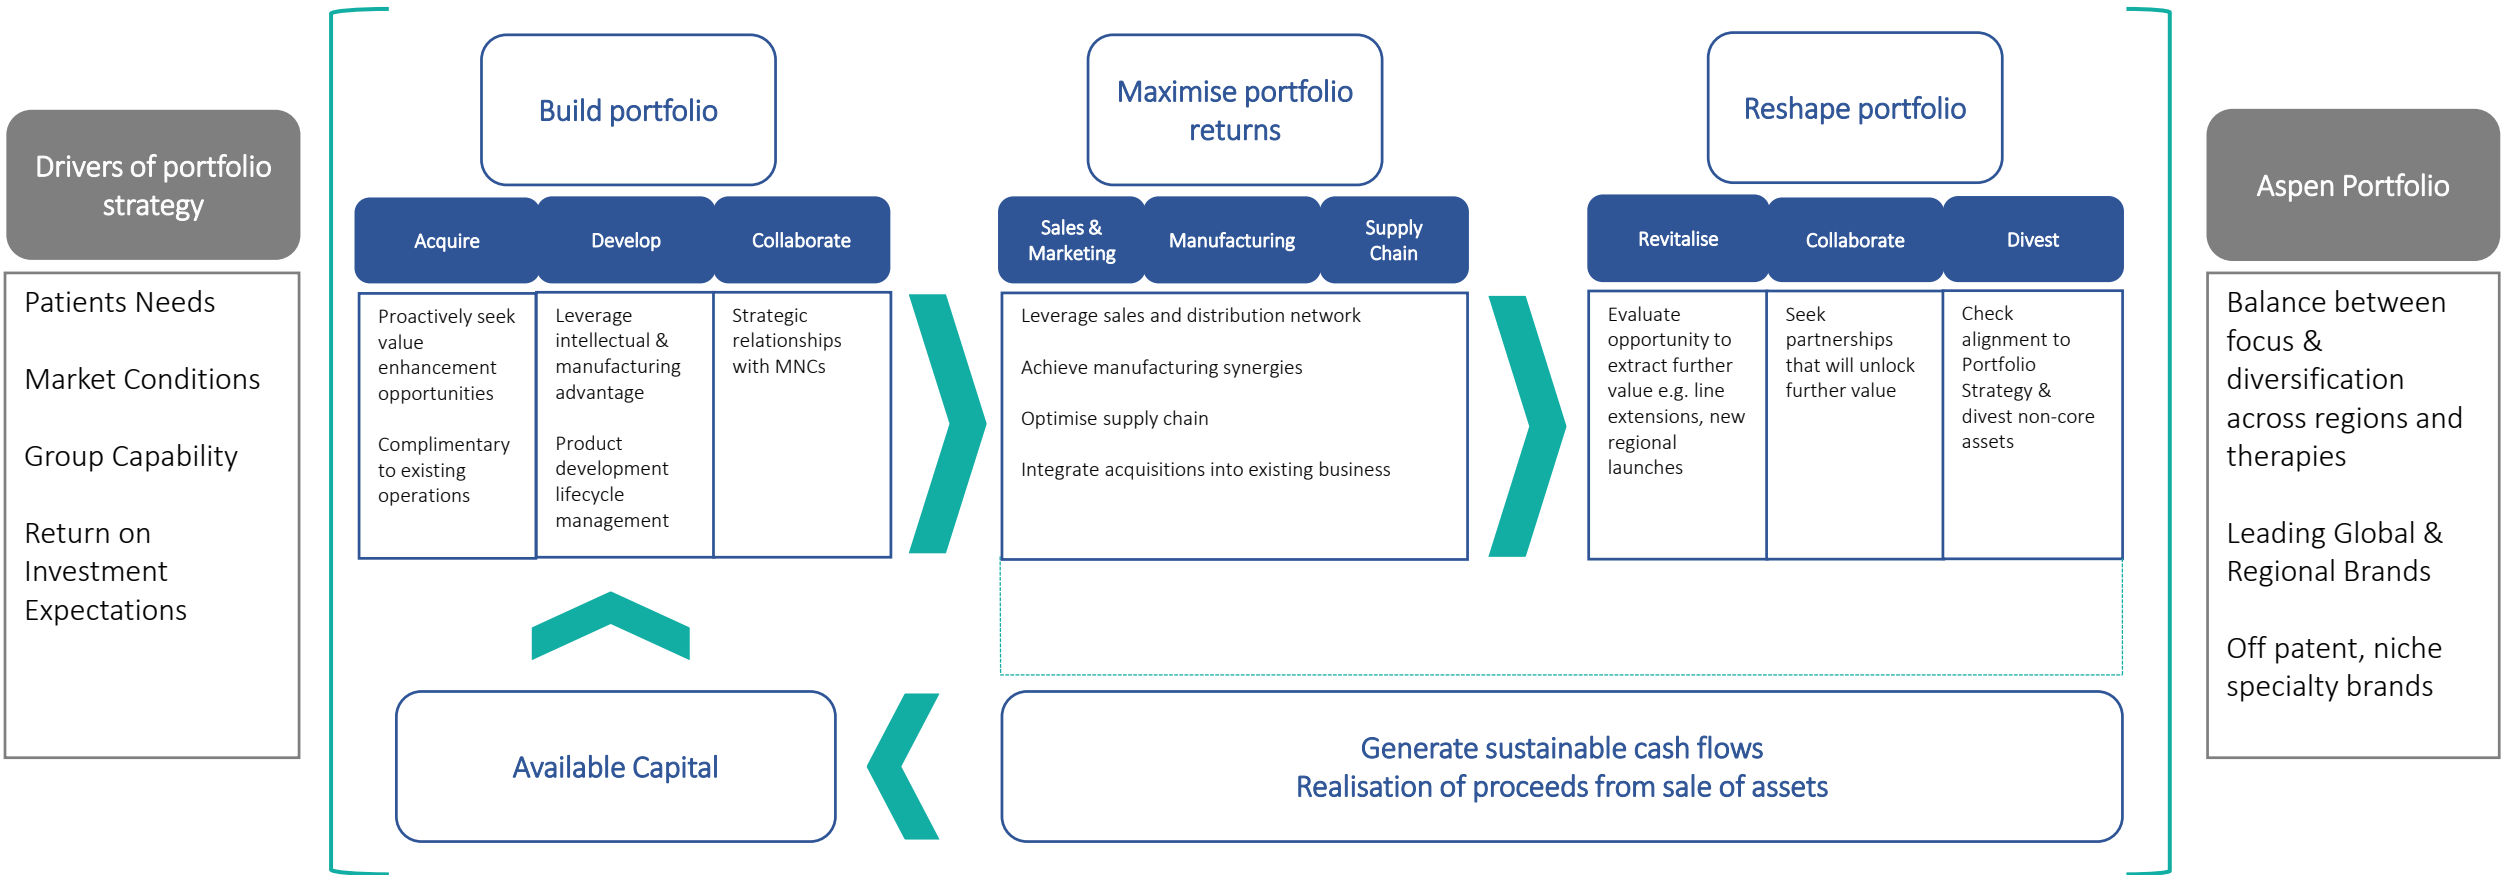 Drivers of portfolio
strategy
Patients Needs
Market Conditions
Group Capability
Return on
Investment
Expectations
Build portfolio
Acquire
Proactively seek
value
enhancement
opportunities
Complimentary
to existing
operations
Develop
Leverage
intellectual &
manufacturing
advantage
Product
development
lifecycle
management
Collaborate
Strategic
relationships
with MNCs
Maximise portfolio
returns
Sales &
Marketing
Manufacturing
Supply
Chain
Leverage sales and distribution network
Achieve manufacturing synergies
Optimise supply chain
Integrate acquisitions into existing business
Reshape portfolio
Revitalise
Evaluate
opportunity to
extract further
value e.g. line
extensions, new
regional
launches
Collaborate
Seek
partnerships
that will unlock
further value
Divest
Check
alignment to
Portfolio
Strategy &
divest non-core
assets
Available Capital
Generate sustainable cash flows
Realisation of proceeds from sale of assets
Aspen Portfolio
Balance between
focus &
diversification
across regions and
therapies
Leading Global &
Regional Brands
Off patent, niche
specialty brands